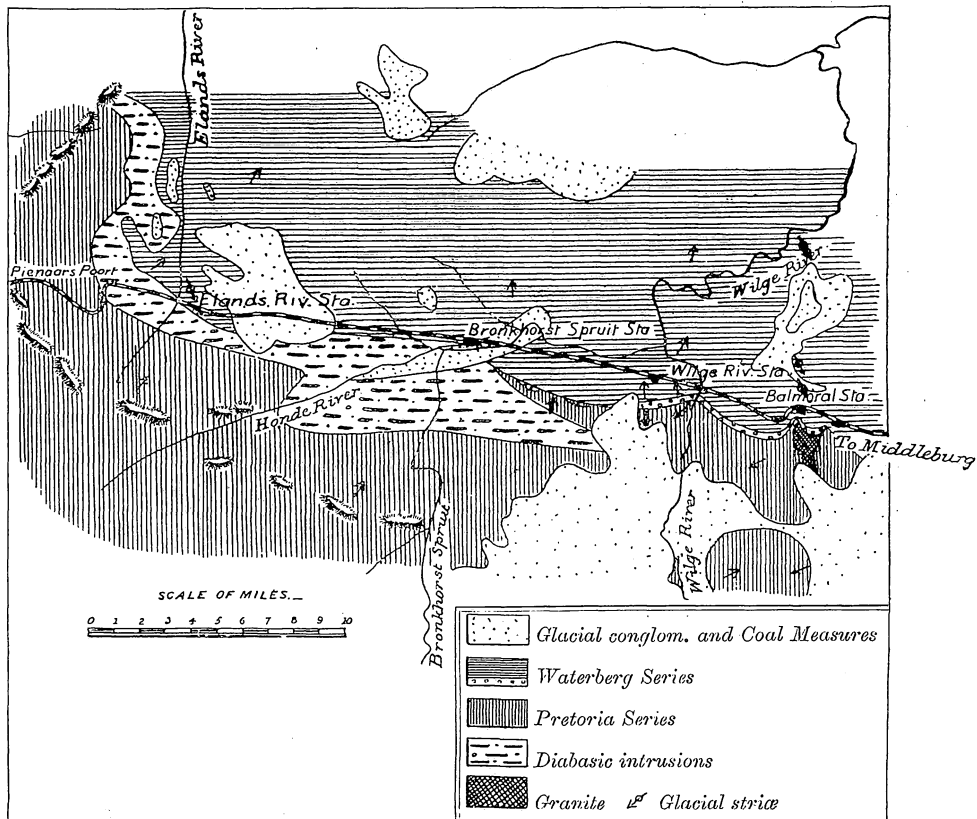 Elands River
Pienaars Poort
Elands Riv. Sta.
Wilge River
Bronkhorst Spruit Sta
Wilge Riv. Sta.
Balmoral Sta.
Honde River
To Middleburg
Bronkhorst Spruit
Wilge River
SCALE OF MILES._
0 1 2 3 4 5 6 7 8 9 10
Glacial conglom. and Coal Measures
Waterberg Series
Pretoria Series
Diabasic intrusions
Granite Glacial striæ